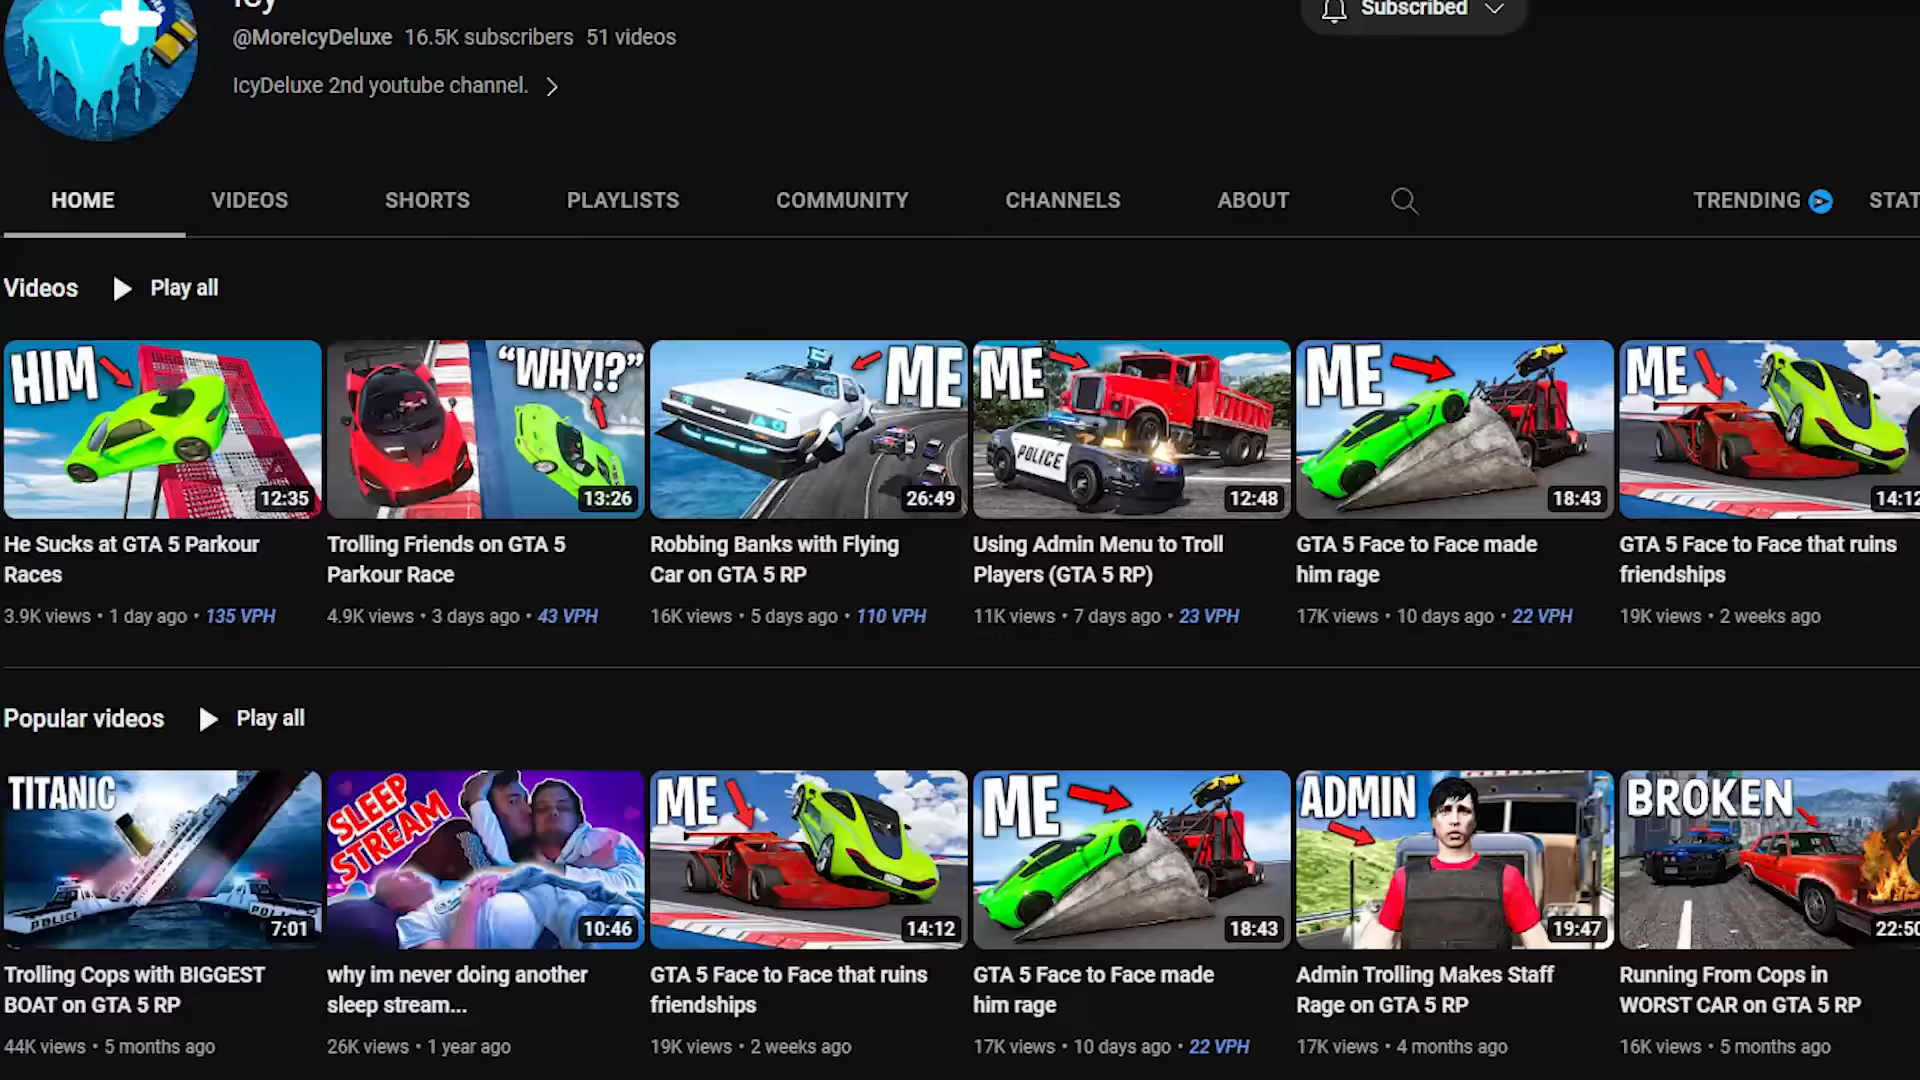 Icy
@MoreIcyDeluxe 16.5K subscribers 51 videos
Subscribed
IcyDeluxe 2nd youtube channel.
HOME VIDEOS SHORTS PLAYLISTS COMMUNITY CHANNELS ABOUT TRENDING STAT
Videos Play all
HIM
12:35
"WHY!?"
13:26
ME
26:49
ME
POLICE
12:48
ME
18:43
ME
14:12
He Sucks at GTA 5 Parkour
Races
3.9K views • 1 day ago • 135 VPH
Trolling Friends on GTA 5
Parkour Race
4.9K views • 3 days ago • 43 VPH
Robbing Banks with Flying
Car on GTA 5 RP
16K views • 5 days ago • 110 VPH
Using Admin Menu to Troll
Players (GTA 5 RP)
11K views • 7 days ago • 23 VPH
GTA 5 Face to Face made
him rage
17K views • 10 days ago • 22 VPH
GTA 5 Face to Face that ruins
friendships
19K views • 2 weeks ago
Popular videos Play all
TITANIC
POLICE
POLICE
7:01
SLEEP
STREAM
10:46
ME
14:12
ME
18:43
ADMIN
19:47
BROKEN
22:50
Trolling Cops with BIGGEST
BOAT on GTA 5 RP
44K views • 5 months ago
why im never doing another
sleep stream...
26K views • 1 year ago
GTA 5 Face to Face that ruins
friendships
19K views • 2 weeks ago
GTA 5 Face to Face made
him rage
17K views • 10 days ago • 22 VPH
Admin Trolling Makes Staff
Rage on GTA 5 RP
17K views • 4 months ago
Running From Cops in
WORST CAR on GTA 5 RP
16K views • 5 months ago